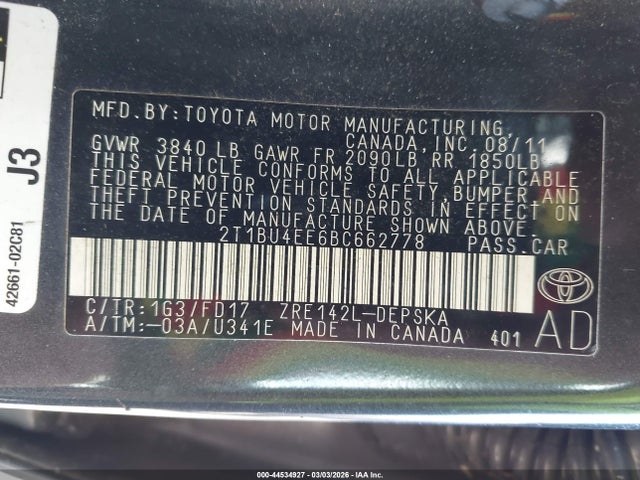 MFD.BY:TOYOTA MOTOR MANUFACTURING,
CANADA, INC. 08/11
GVWR 3840 LB GAWR FR 2090LB, RR 1850LB
THIS VEHICLE CONFORMS TO ALL APPLICABLE
FEDERAL MOTOR VEHICLE SAFETY, BUMPER, AND
THEFT PREVENTION STANDARDS IN EFFECT ON
THE DATE OF MANUFACTURE SHOWN ABOVE.
2T1BU4EE6BC662778 PASS.CAR
C/TR:1G3/FD17 ZRE142L-DEPSKA
A/TM:-03A/U341E MADE IN CANADA 401
AD
J3
42661-02C81
000-44534927 - 03/03/2026 - IAA Inc.